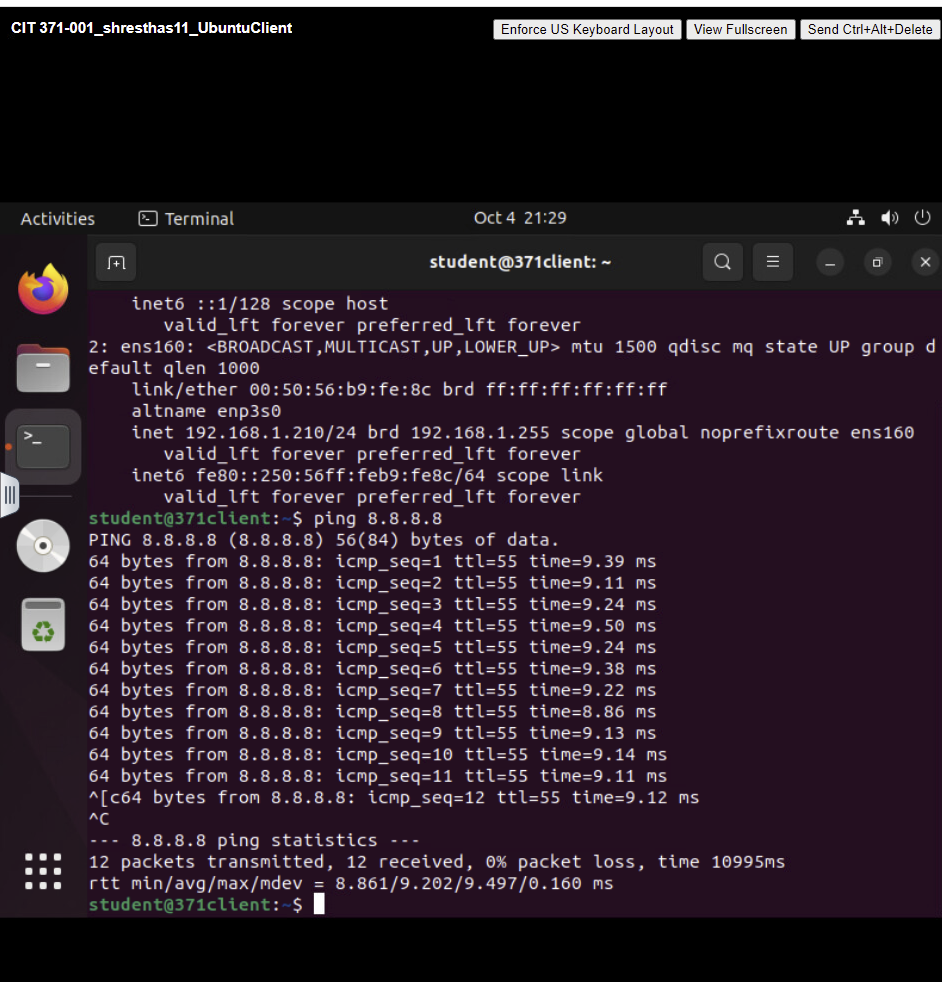 CIT 371-001_shresthas11_UbuntuClient
Enforce US Keyboard Layout View Fullscreen Send Ctrl+Alt+Delete
Activities Terminal Oct 4 21:29
student@371client: ~
inet6 ::1/128 scope host
valid_lft forever preferred_lft forever
2: ens160: <BROADCAST,MULTICAST,UP,LOWER_UP> mtu 1500 qdisc mq state UP group d
efault qlen 1000
link/ether 00:50:56:b9:fe:8c brd ff:ff:ff:ff:ff:ff
altname enp3s0
inet 192.168.1.210/24 brd 192.168.1.255 scope global noprefixroute ens160
valid_lft forever preferred_lft forever
inet6 fe80::250:56ff:feb9:fe8c/64 scope link
valid_lft forever preferred_lft forever
student@371client:~$ ping 8.8.8.8
PING 8.8.8.8 (8.8.8.8) 56(84) bytes of data.
64 bytes from 8.8.8.8: icmp_seq=1 ttl=55 time=9.39 ms
64 bytes from 8.8.8.8: icmp_seq=2 ttl=55 time=9.11 ms
64 bytes from 8.8.8.8: icmp_seq=3 ttl=55 time=9.24 ms
64 bytes from 8.8.8.8: icmp_seq=4 ttl=55 time=9.50 ms
64 bytes from 8.8.8.8: icmp_seq=5 ttl=55 time=9.24 ms
64 bytes from 8.8.8.8: icmp_seq=6 ttl=55 time=9.38 ms
64 bytes from 8.8.8.8: icmp_seq=7 ttl=55 time=9.22 ms
64 bytes from 8.8.8.8: icmp_seq=8 ttl=55 time=8.86 ms
64 bytes from 8.8.8.8: icmp_seq=9 ttl=55 time=9.13 ms
64 bytes from 8.8.8.8: icmp_seq=10 ttl=55 time=9.14 ms
64 bytes from 8.8.8.8: icmp_seq=11 ttl=55 time=9.11 ms
^[c64 bytes from 8.8.8.8: icmp_seq=12 ttl=55 time=9.12 ms
^C
--- 8.8.8.8 ping statistics ---
12 packets transmitted, 12 received, 0% packet loss, time 10995ms
rtt min/avg/max/mdev = 8.861/9.202/9.497/0.160 ms
student@371client:~$